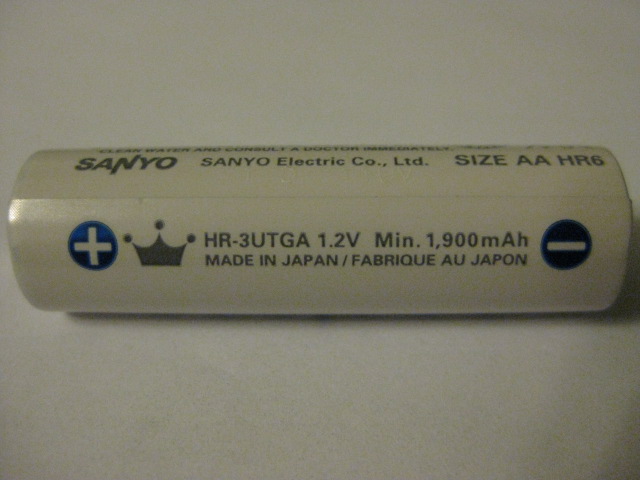 CLEAR WATER AND CONSULT A DOCTOR IMMEDIATELY.
SANYO SANYO Electric Co., Ltd. SIZE AA HR6
HR-3UTGA 1.2V Min. 1,900mAh
MADE IN JAPAN / FABRIQUE AU JAPON